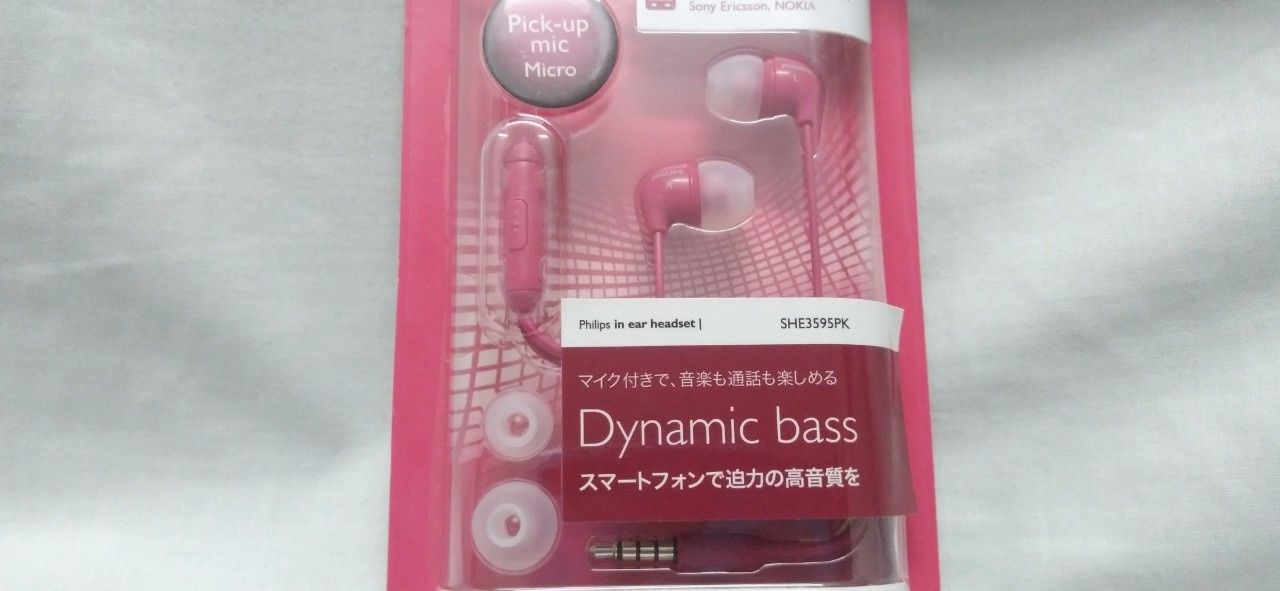 Sony Ericsson, NOKIA
Pick-up
mic
Micro
PHILIPS
L
PHILIPS
R
Philips in ear headset |
SHE3595PK
マイク付きで、音楽も通話も楽しめる
Dynamic bass
スマートフォンで迫力の高音質を